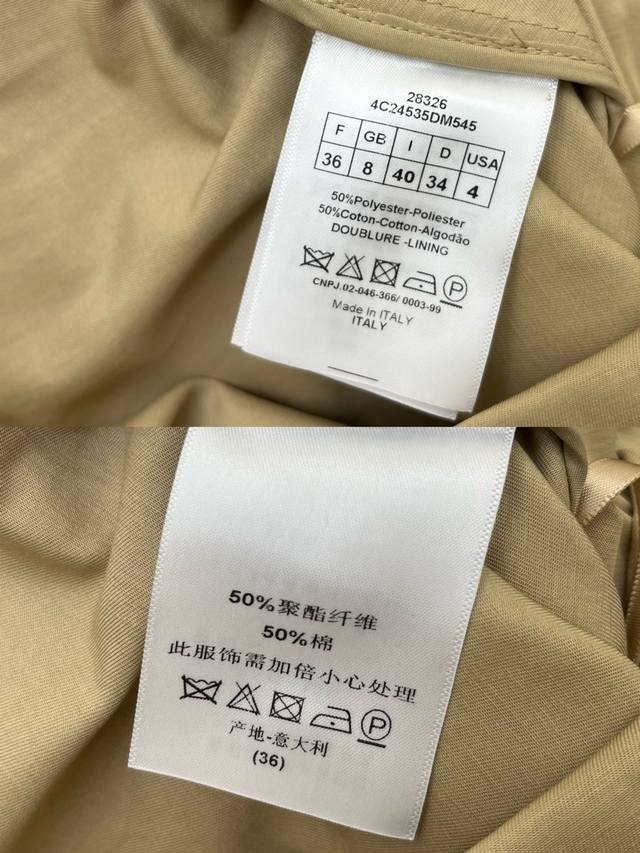 28326
4C24535DM545
F GB I D USA
36 8 40 34 4
50%Polyester-Poliester
50%Coton-Cotton-Algodão
DOUBLURE -LINING
CNPJ.02-046-366/ 0003-99
Made in ITALY
ITALY
50%聚酯纤维
50%棉
此服饰需加倍小心处理
P
产地-意大利
(36)